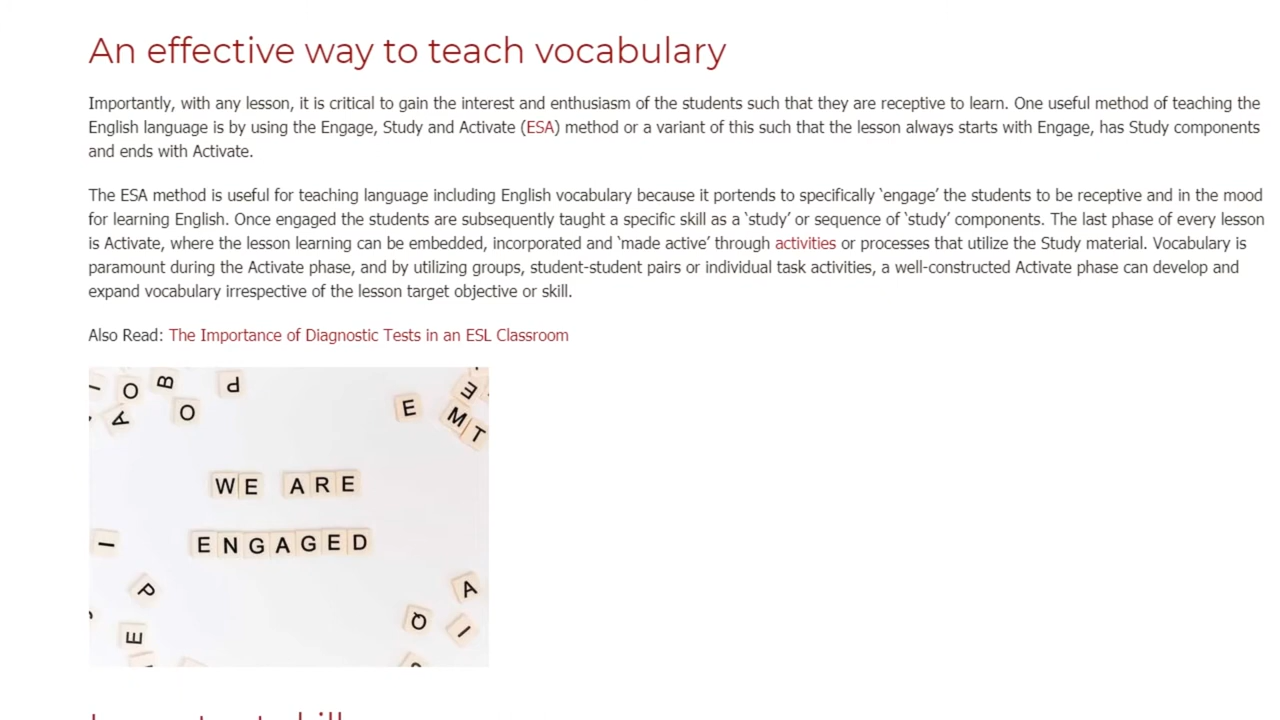 An effective way to teach vocabulary
Importantly, with any lesson, it is critical to gain the interest and enthusiasm of the students such that they are receptive to learn. One useful method of teaching the
English language is by using the Engage, Study and Activate (ESA) method or a variant of this such that the lesson always starts with Engage, has Study components
and ends with Activate.
The ESA method is useful for teaching language including English vocabulary because it portends to specifically ‘engage’ the students to be receptive and in the mood
for learning English. Once engaged the students are subsequently taught a specific skill as a ‘study’ or sequence of ‘study’ components. The last phase of every lesson
is Activate, where the lesson learning can be embedded, incorporated and ‘made active’ through activities or processes that utilize the Study material. Vocabulary is
paramount during the Activate phase, and by utilizing groups, student-student pairs or individual task activities, a well-constructed Activate phase can develop and
expand vocabulary irrespective of the lesson target objective or skill.
Also Read: The Importance of Diagnostic Tests in an ESL Classroom
O B P
A O E E
M T
WE ARE
I ENGAGED
P A
Q I
E